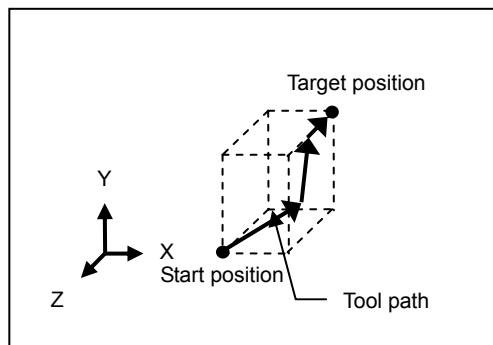 Target position
Y
X
Start position
Z
Tool path